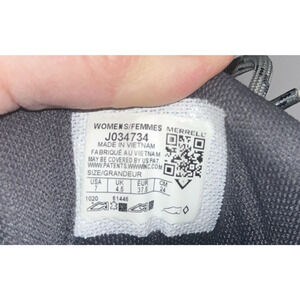 WOMENS/FEMMES
MERRELL
J034734
MADE IN VIETNAM
FABRIQUÉ AU VIETNAM
MAY BE COVERED BY US PAT.
WWW.PATENTS.WWWINC.COM
SIZE/GRANDEUR
USA UK EUR CM
7 4.5 37.5 24
1020 61446